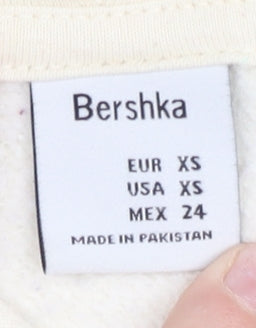 Bershka
EUR XS
USA XS
MEX 24
MADE IN PAKISTAN